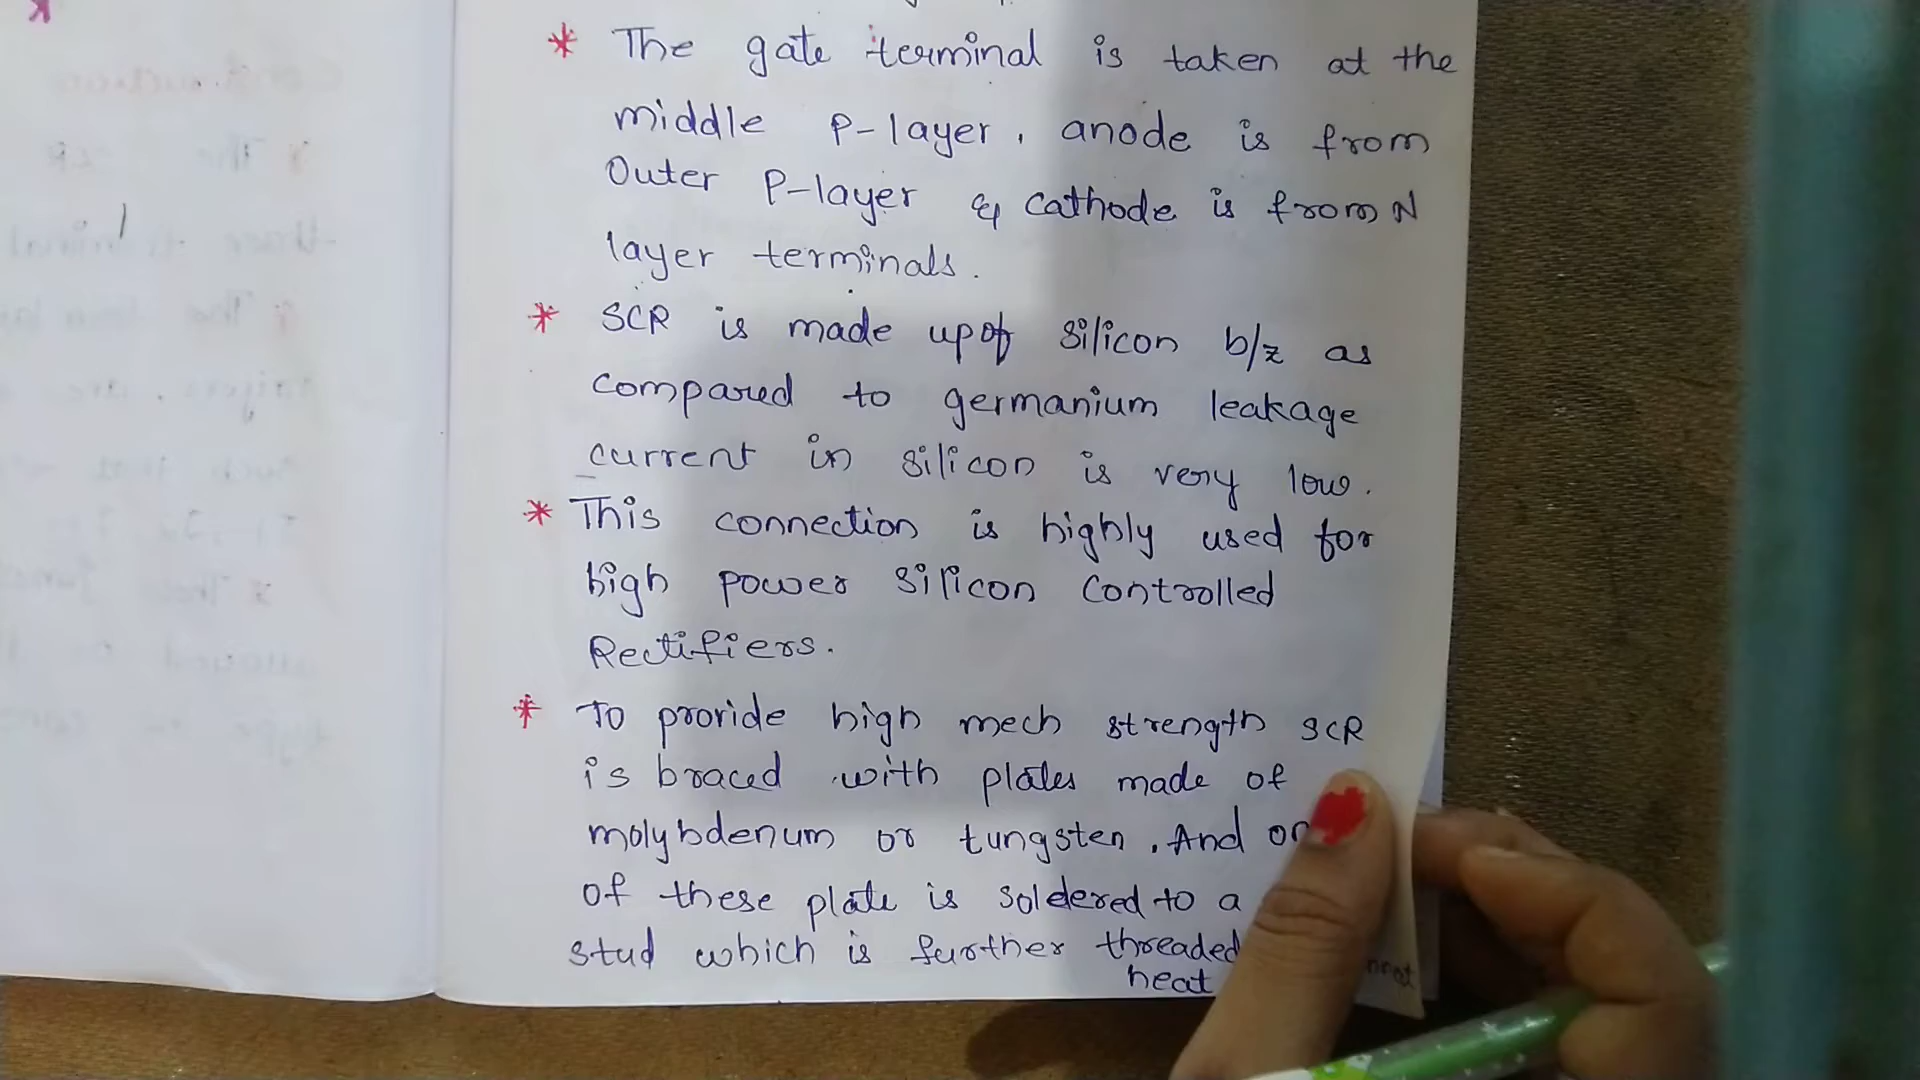 * The gate terminal is taken at the
middle P-layer, anode is from
Outer P-layer & cathode is from N
layer terminals.
* SCR is made up of silicon b/z as
compared to germanium leakage
current in silicon is very low.
* This connection is highly used for
high power silicon controlled
Rectifiers.
* To provide high mech strength SCR
is braced with plates made of
molybdenum or tungsten. And
of these plate is soldered to a
stud which is further threaded
heat